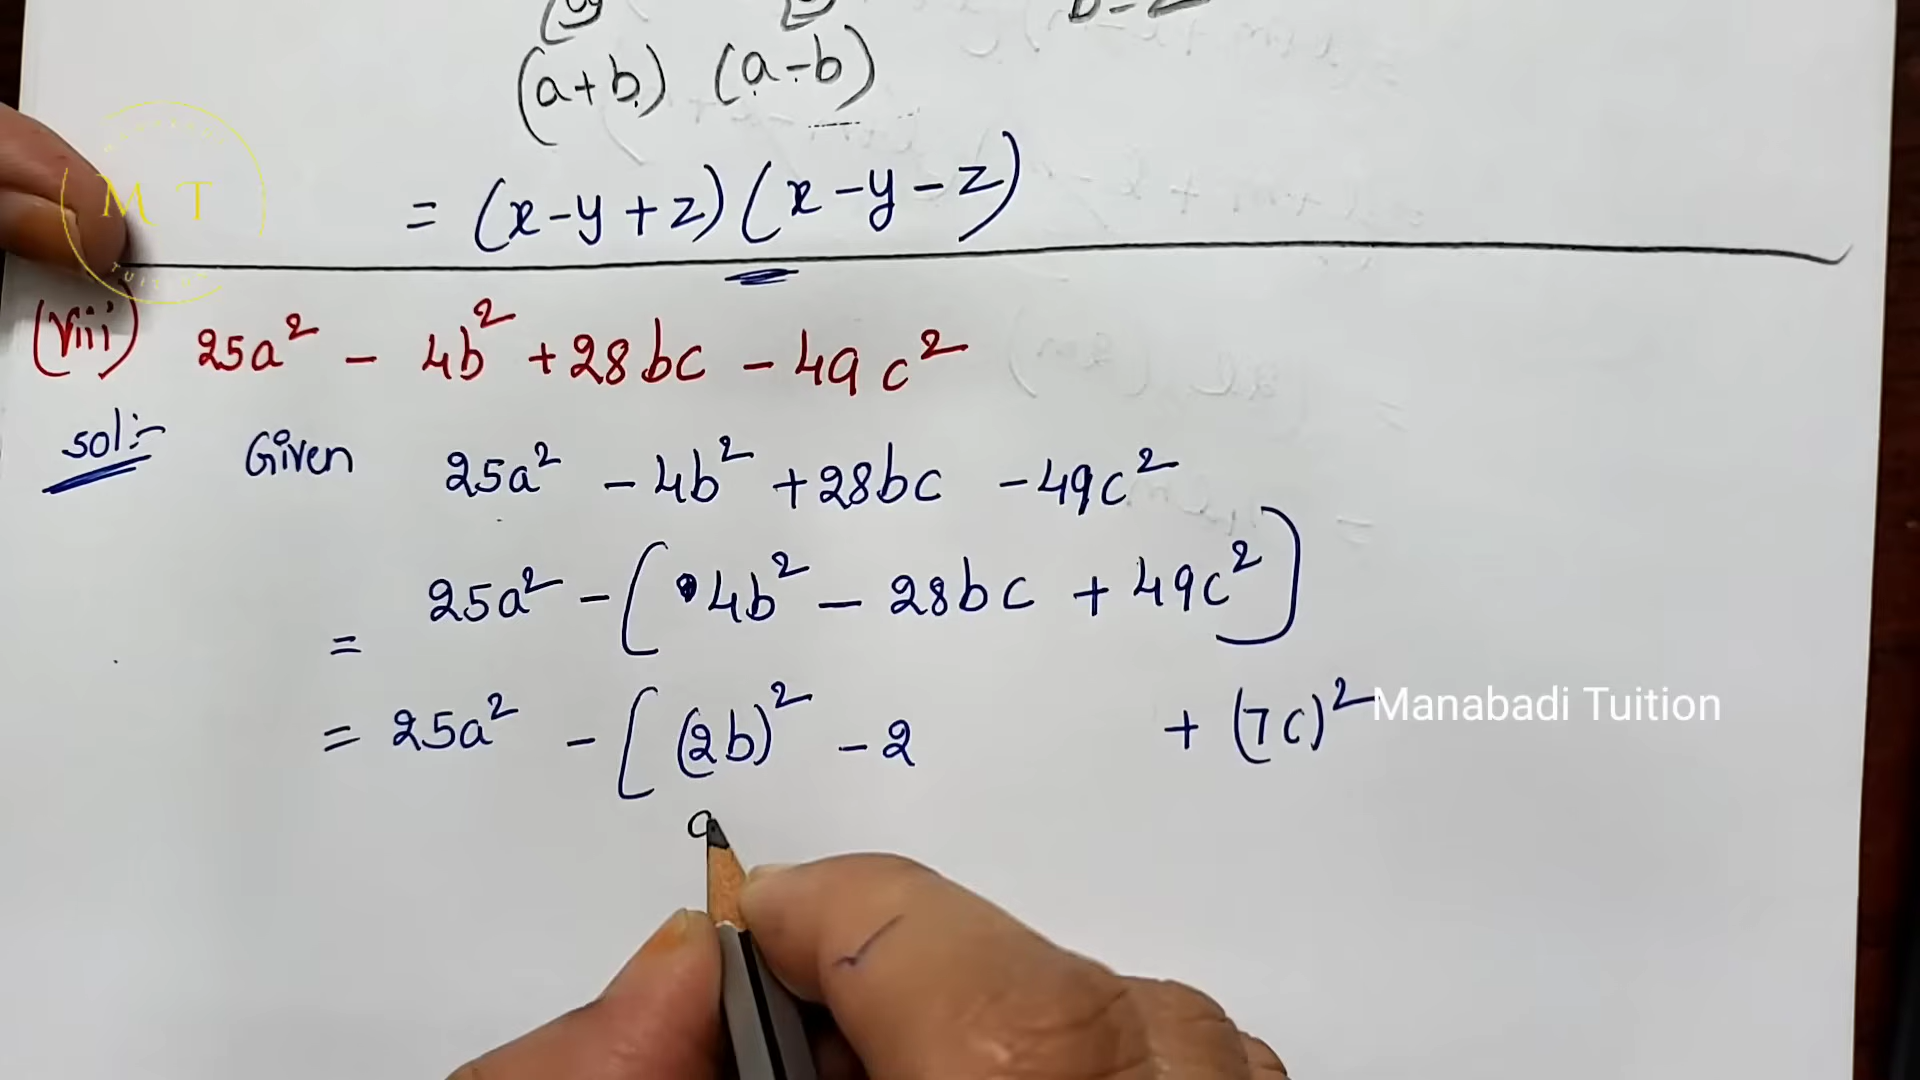 (a+b) (a-b)
= (x-y+z) (x-y-z)
M T
(viii) 25a² - 4b² + 28bc - 49c²
Sol:- Given 25a² - 4b² + 28bc - 49c²
= 25a² - [4b² - 28bc + 49c²]
= 25a² - [(2b)² - 2 + (7c)²
Manabadi Tuition
a